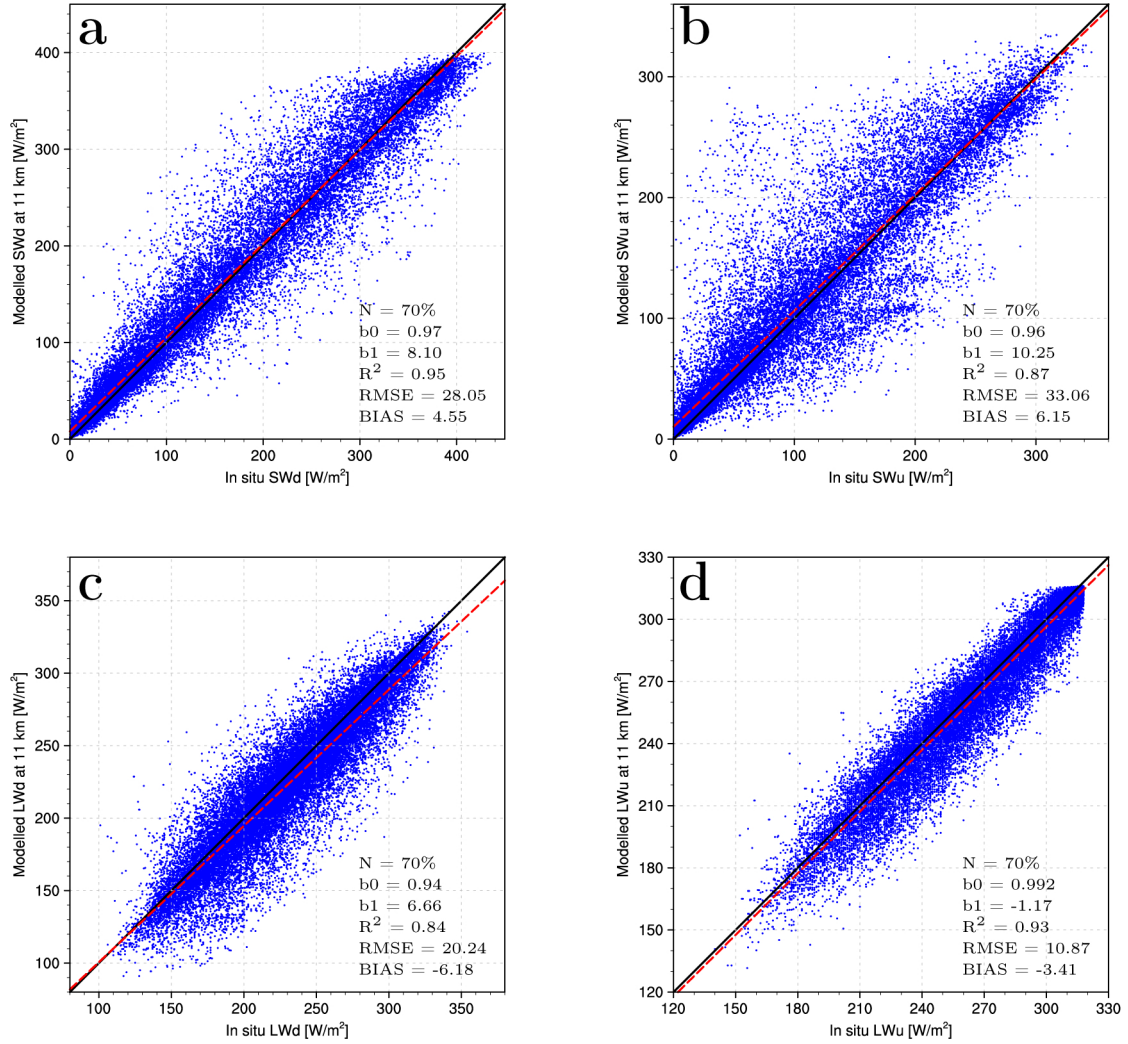 a
400
300
200
100
0
0 100 200 300 400
Modelled SWd at 11 km [W/m²]
In situ SWd [W/m²]
N = 70%
b0 = 0.97
b1 = 8.10
R² = 0.95
RMSE = 28.05
BIAS = 4.55
b
300
200
100
0
0 100 200 300
Modelled SWu at 11 km [W/m²]
In situ SWu [W/m²]
N = 70%
b0 = 0.96
b1 = 10.25
R² = 0.87
RMSE = 33.06
BIAS = 6.15
c
350
300
250
200
150
100
100 150 200 250 300 350
Modelled LWd at 11 km [W/m²]
In situ LWd [W/m²]
N = 70%
b0 = 0.94
b1 = 6.66
R² = 0.84
RMSE = 20.24
BIAS = -6.18
d
330
300
270
240
210
180
150
120
120 150 180 210 240 270 300 330
Modelled LWu at 11 km [W/m²]
In situ LWu [W/m²]
N = 70%
b0 = 0.992
b1 = -1.17
R² = 0.93
RMSE = 10.87
BIAS = -3.41